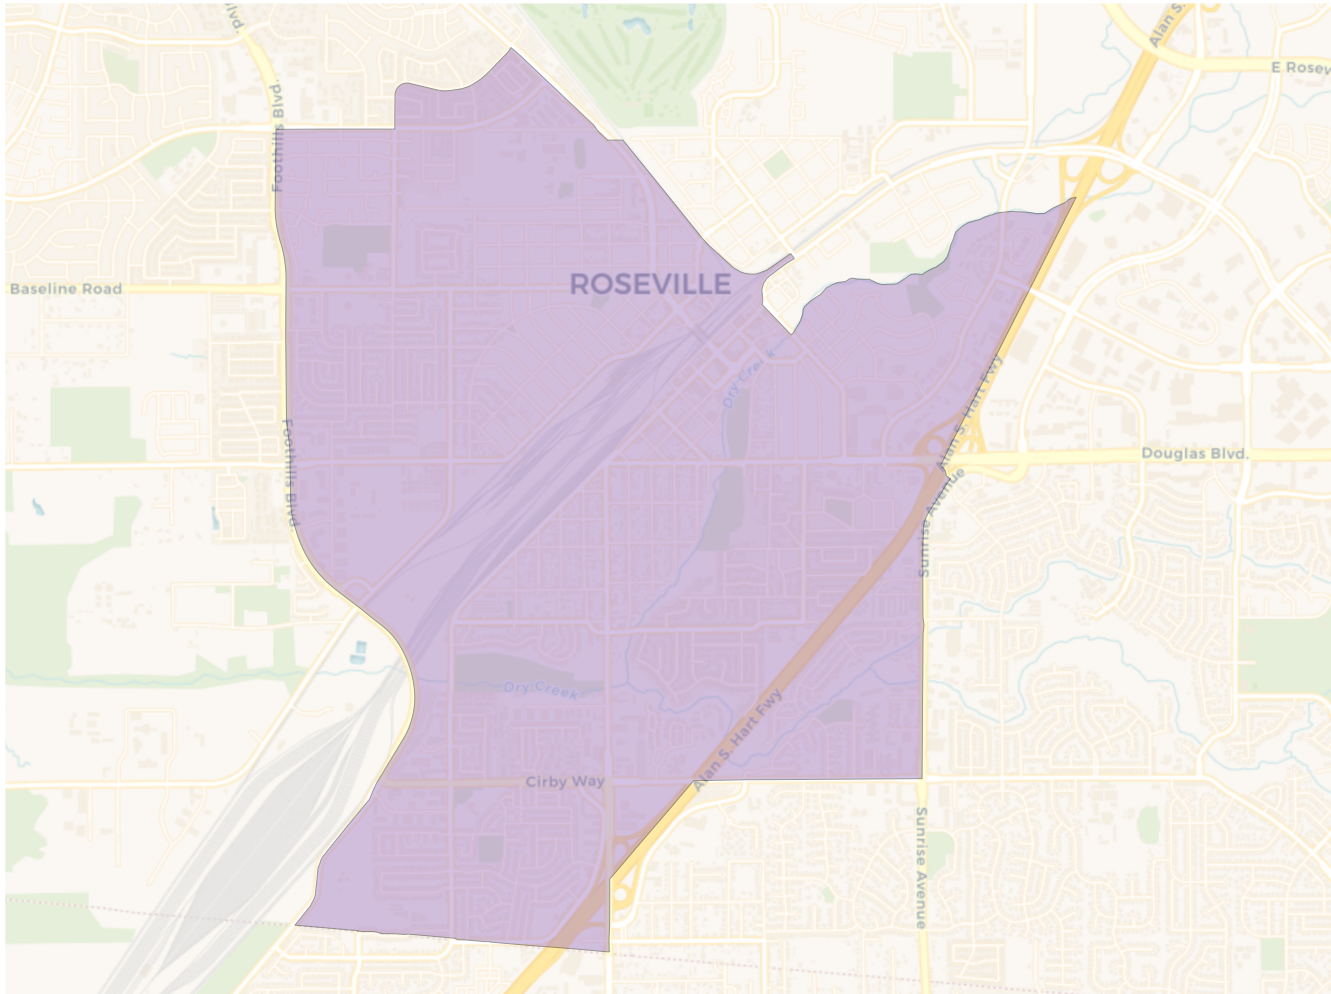 lvd.
Alan S.
E Rosev
Foothills Blvd.
Baseline Road
ROSEVILLE
Dry Creek
Alan S. Hart Fwy
Foothills Blvd
Douglas Blvd.
Sunrise Avenue
Dry Creek
Alan S. Hart Fwy
Cirby Way
Sunrise Avenue